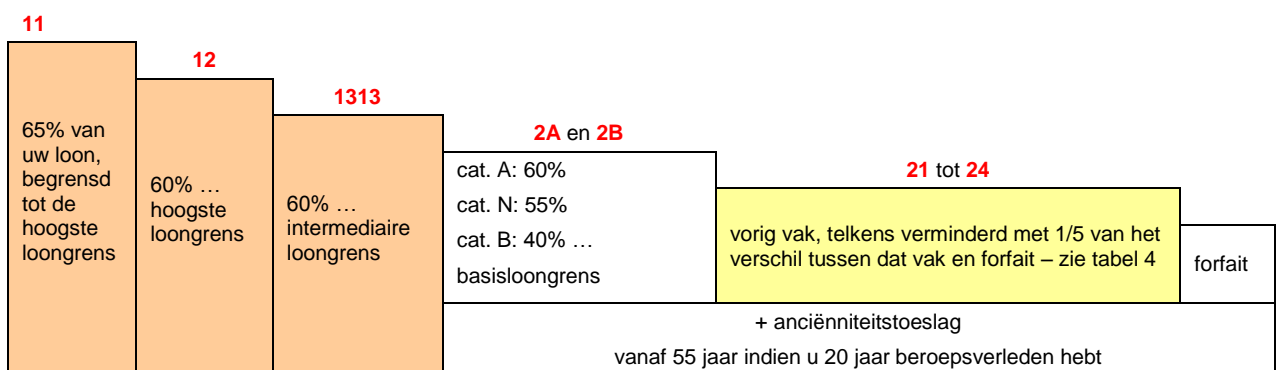 11
65% van
uw loon,
begrensd
tot de
hoogste
loongrens
12
60% …
hoogste
loongrens
1313
60% …
intermediaire
loongrens
2A en 2B
cat. A: 60%
cat. N: 55%
cat. B: 40% …
basisloongrens
21 tot 24
vorig vak, telkens verminderd met 1/5 van het
verschil tussen dat vak en forfait – zie tabel 4
forfait
+ anciënniteitstoeslag
vanaf 55 jaar indien u 20 jaar beroepsverleden hebt